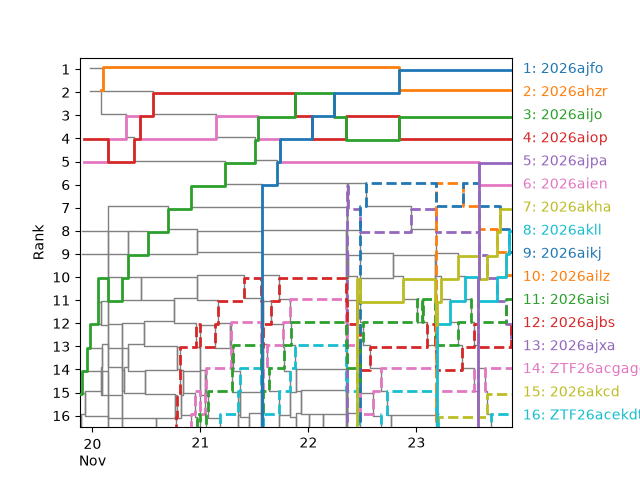 1: 2026ajfo
2: 2026ahzr
3: 2026aijo
4: 2026aiop
5: 2026ajpa
6: 2026aien
7: 2026akha
8: 2026akll
9: 2026aikj
10: 2026ailz
11: 2026aisi
12: 2026ajbs
13: 2026ajxa
14: ZTF26acgag
15: 2026akcd
16: ZTF26acekdt
Rank
1
2
3
4
5
6
7
8
9
10
11
12
13
14
15
16
20
21
22
23
Nov